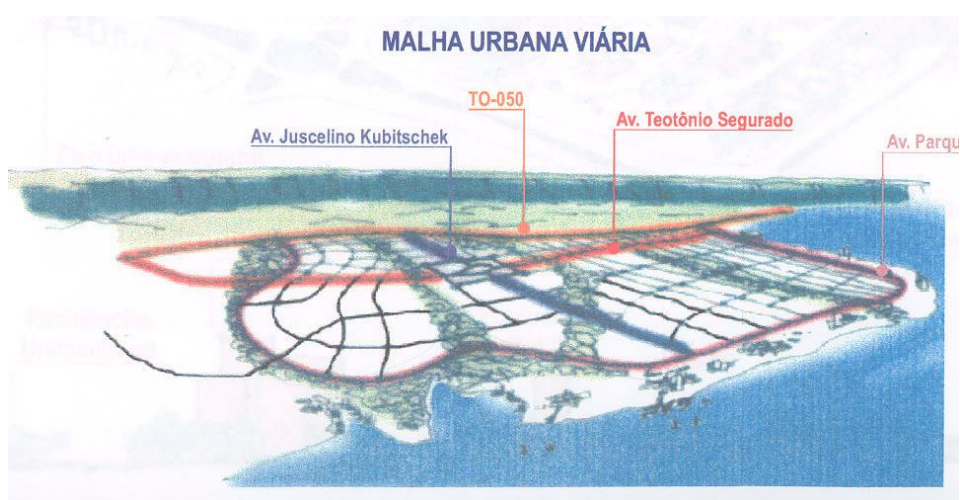 MALHA URBANA VIÁRIA
TO-050
Av. Teotônio Segurado
Av. Juscelino Kubitschek
Av. Parqu